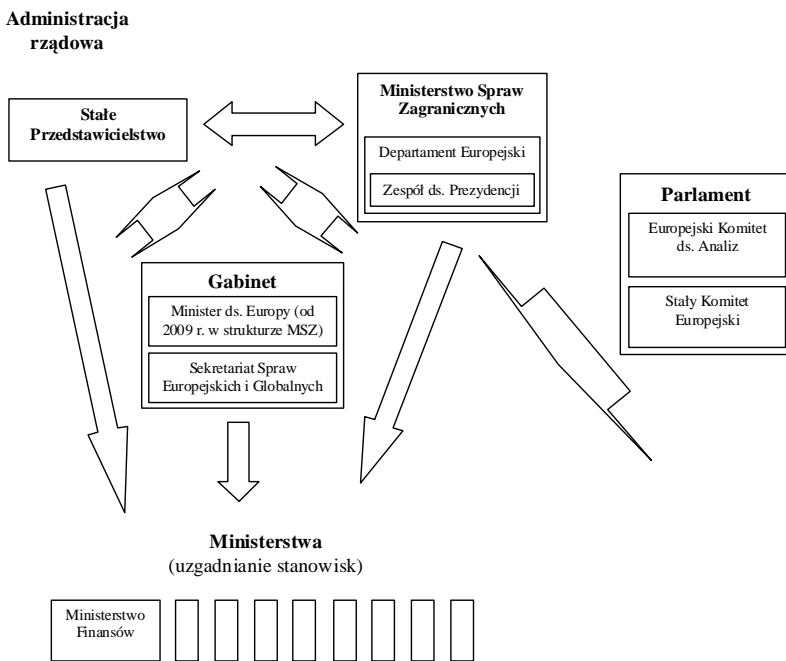 Administracja
rządowa
Stałe
Przedstawicielstwo
Ministerstwo Spraw
Zagranicznych
Departament Europejski
Zespół ds. Prezydencji
Parlament
Europejski Komitet
ds. Analiz
Stały Komitet
Europejski
Gabinet
Minister ds. Europy (od
2009 r. w strukturze MSZ)
Sekretariat Spraw
Europejskich i Globalnych
Ministerstwa
(uzgadnianie stanowisk)
Ministerstwo
Finansów